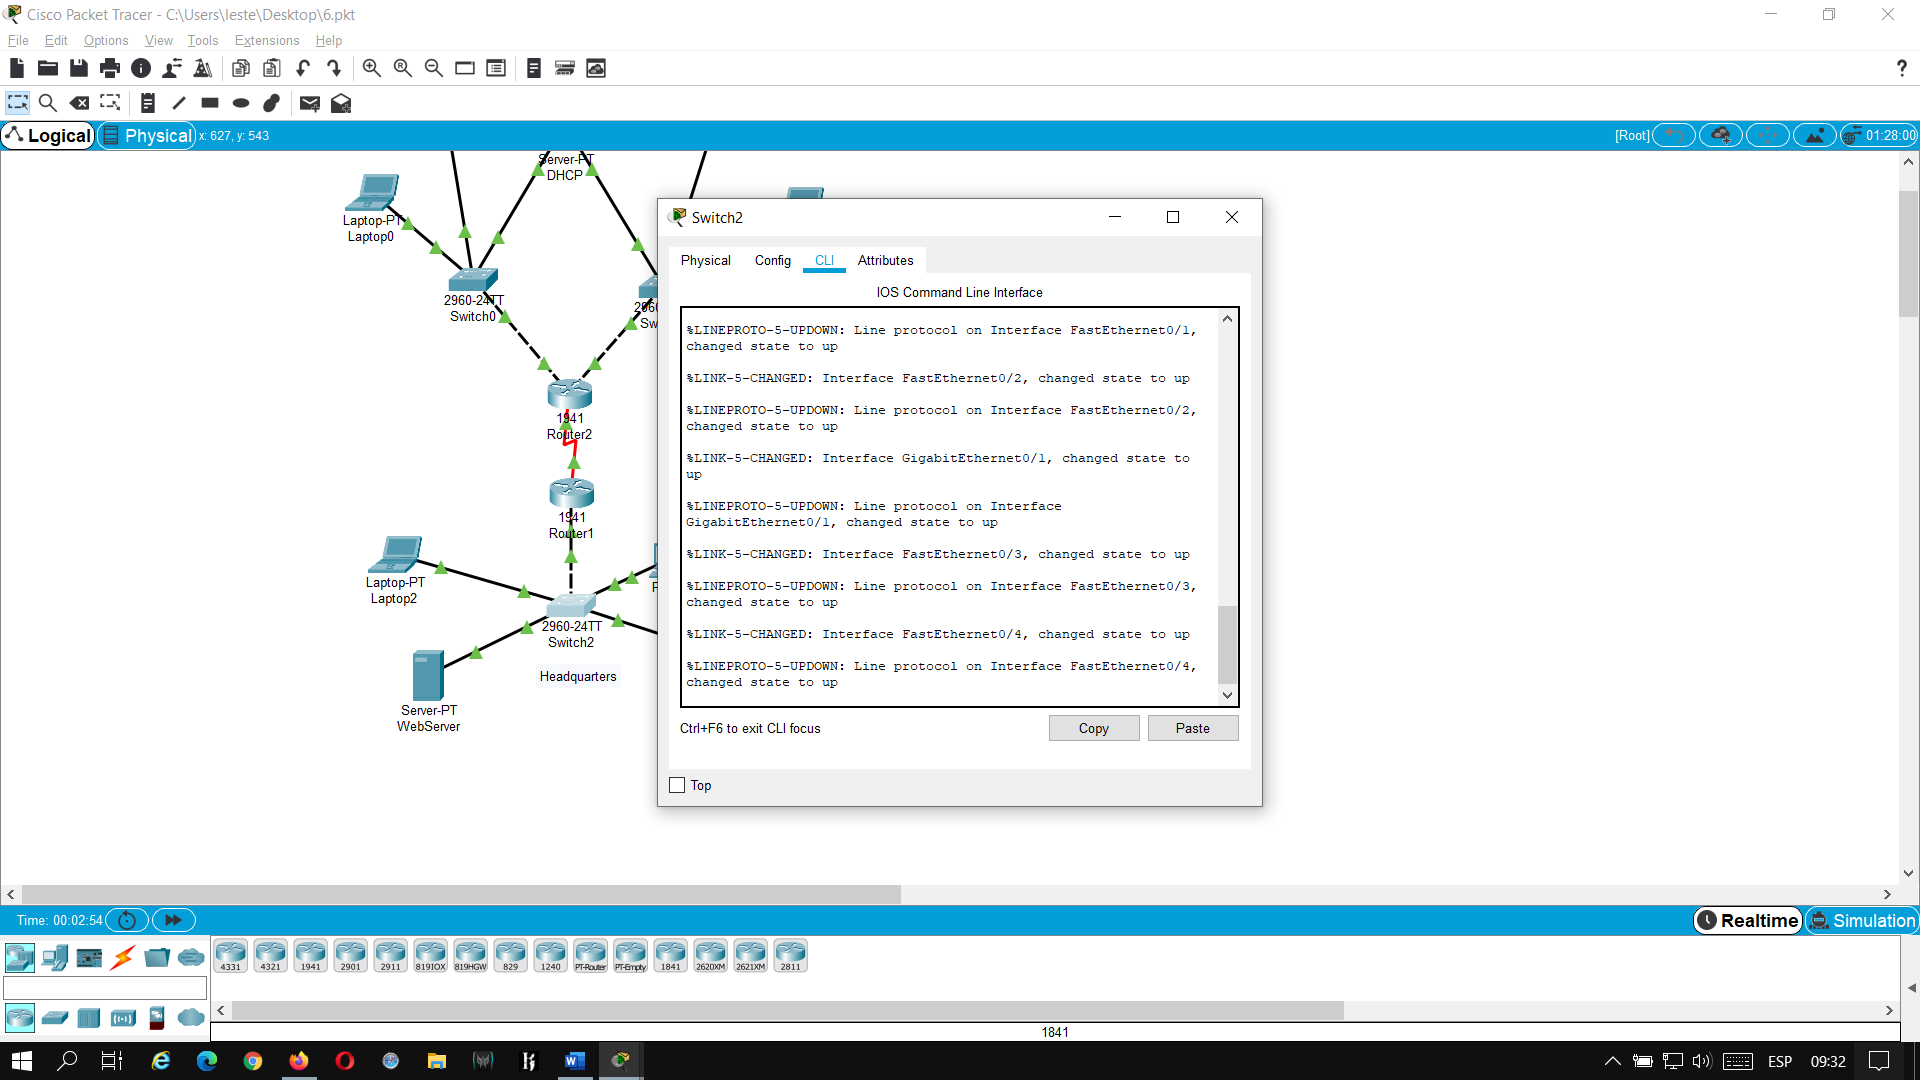 Cisco Packet Tracer - C:\Users\leste\Desktop\6.pkt
File Edit Options View Tools Extensions Help
Logical Physical x: 627, y: 543 [Root] 01:28:00
Server-PT
DHCP
Laptop-PT
Laptop0
2960-24TT
Switch0
2960
Sw
1941
Router2
1941
Router1
Laptop-PT
Laptop2
2960-24TT
Switch2
Headquarters
Server-PT
WebServer
P
Switch2
Physical Config CLI Attributes
IOS Command Line Interface
%LINEPROTO-5-UPDOWN: Line protocol on Interface FastEthernet0/1,
changed state to up
%LINK-5-CHANGED: Interface FastEthernet0/2, changed state to up
%LINEPROTO-5-UPDOWN: Line protocol on Interface FastEthernet0/2,
changed state to up
%LINK-5-CHANGED: Interface GigabitEthernet0/1, changed state to
up
%LINEPROTO-5-UPDOWN: Line protocol on Interface
GigabitEthernet0/1, changed state to up
%LINK-5-CHANGED: Interface FastEthernet0/3, changed state to up
%LINEPROTO-5-UPDOWN: Line protocol on Interface FastEthernet0/3,
changed state to up
%LINK-5-CHANGED: Interface FastEthernet0/4, changed state to up
%LINEPROTO-5-UPDOWN: Line protocol on Interface FastEthernet0/4,
changed state to up
Ctrl+F6 to exit CLI focus Copy Paste
Top
Time: 00:02:54 Realtime Simulation
4331 4321 1941 2901 2911 819IOX 819HGW 829 1240 PT-Router PT-Empty 1841 2620XM 2621XM 2811
1841
ESP 09:32